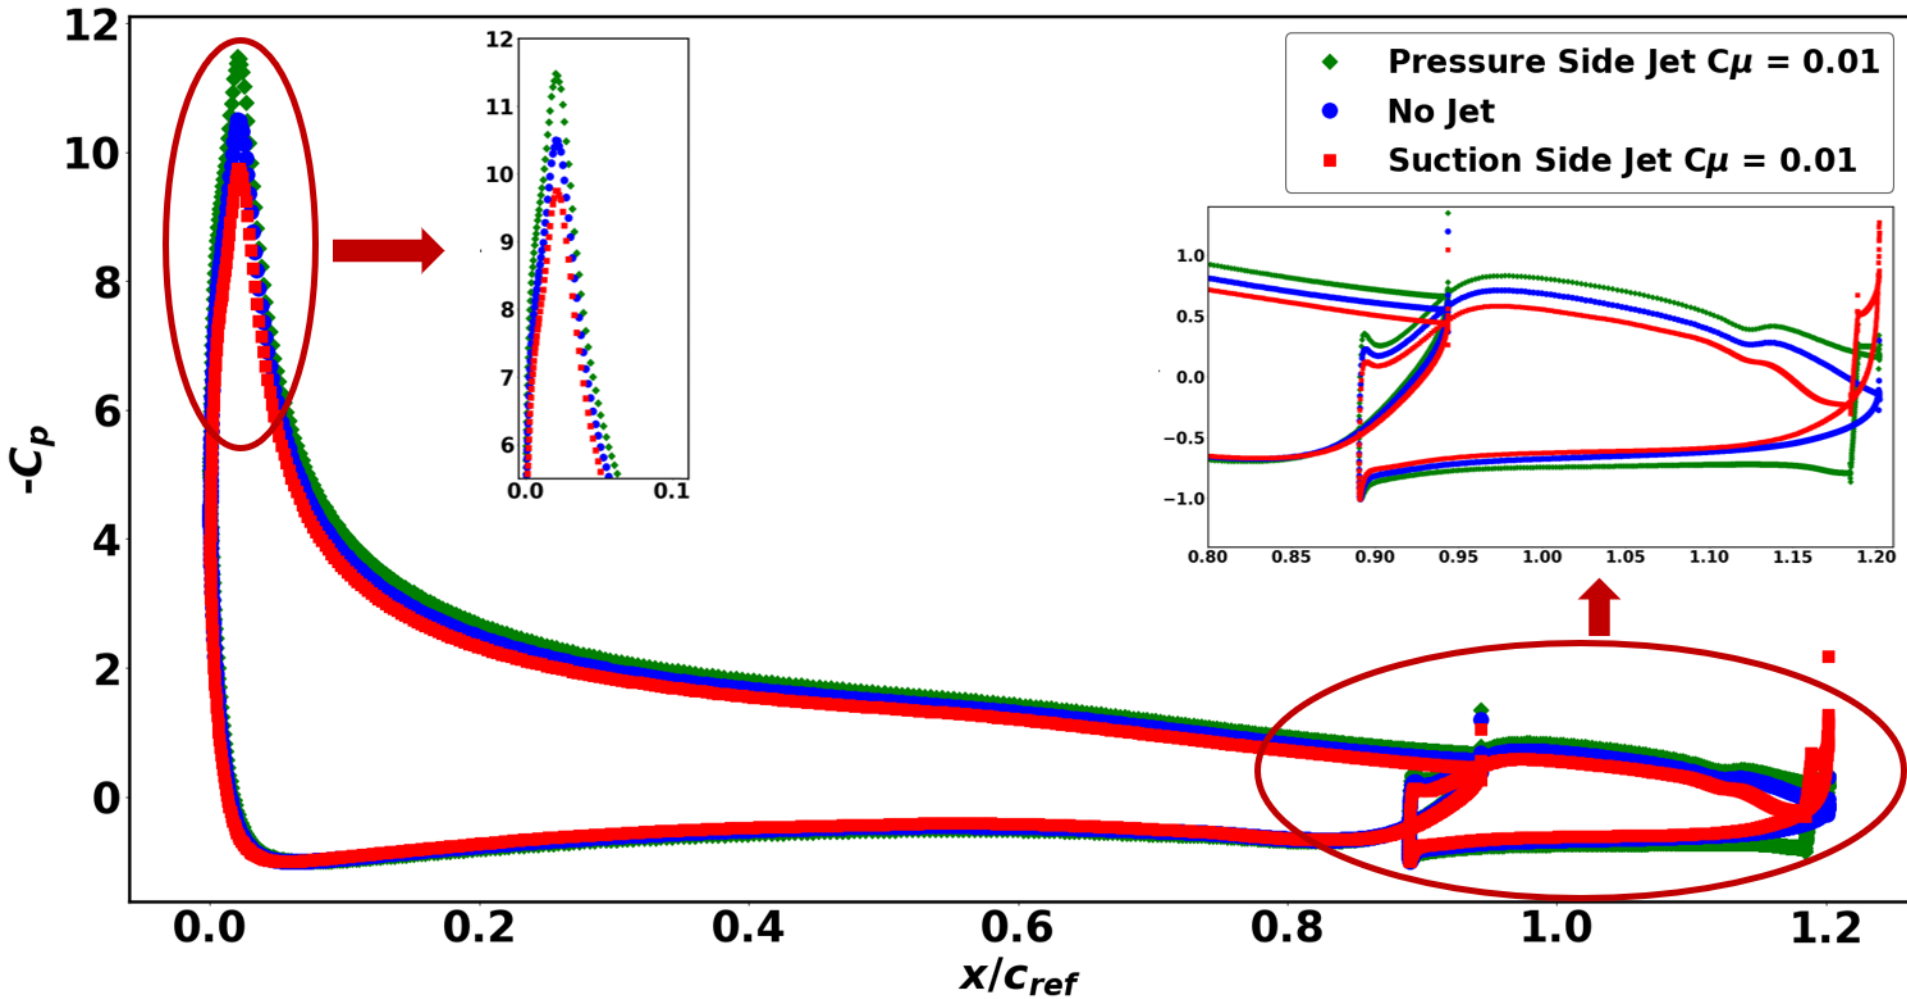 12
10
8
6
4
2
0
-Cp
0.0 0.2 0.4 0.6 0.8 1.0 1.2
x/cref
12
11
10
9
8
7
6
0.0 0.1
Pressure Side Jet Cμ = 0.01
No Jet
Suction Side Jet Cμ = 0.01
1.0
0.5
0.0
−0.5
−1.0
0.80 0.85 0.90 0.95 1.00 1.05 1.10 1.15 1.20